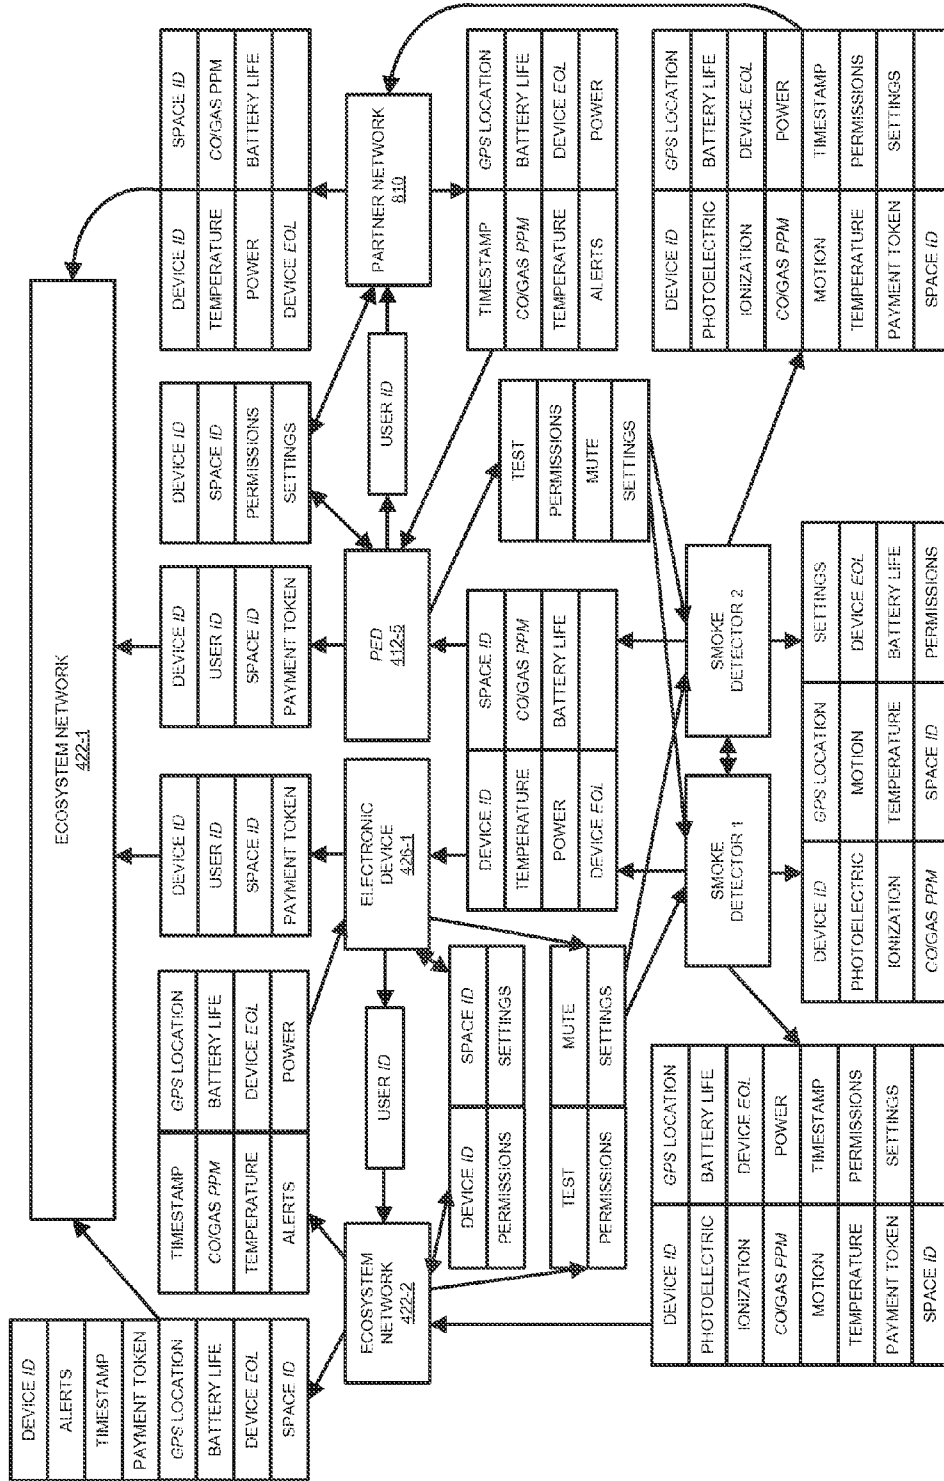 ECOSYSTEM NETWORK
422-1
DEVICE ID
ALERTS
TIMESTAMP
PAYMENT TOKEN
GPS LOCATION
BATTERY LIFE
DEVICE EOL
SPACE ID
TIMESTAMP GPS LOCATION
CO/GAS PPM BATTERY LIFE
TEMPERATURE DEVICE EOL
ALERTS POWER
DEVICE ID
USER ID
SPACE ID
PAYMENT TOKEN
DEVICE ID
USER ID
SPACE ID
PAYMENT TOKEN
DEVICE ID
SPACE ID
PERMISSIONS
SETTINGS
DEVICE ID SPACE ID
TEMPERATURE CO/GAS PPM
POWER BATTERY LIFE
DEVICE EOL
ECOSYSTEM
NETWORK
422-2
USER ID
ELECTRONIC
DEVICE
426-1
PED
412-5
USER ID
PARTNER NETWORK
810
DEVICE ID SPACE ID
PERMISSIONS SETTINGS
TEST MUTE
PERMISSIONS SETTINGS
DEVICE ID SPACE ID
TEMPERATURE CO/GAS PPM
POWER BATTERY LIFE
DEVICE EOL
TEST
PERMISSIONS
MUTE
SETTINGS
TIMESTAMP GPS LOCATION
CO/GAS PPM BATTERY LIFE
TEMPERATURE DEVICE EOL
ALERTS POWER
SMOKE
DETECTOR 1
SMOKE
DETECTOR 2
DEVICE ID GPS LOCATION
PHOTOELECTRIC BATTERY LIFE
IONIZATION DEVICE EOL
CO/GAS PPM POWER
MOTION TIMESTAMP
TEMPERATURE PERMISSIONS
PAYMENT TOKEN SETTINGS
SPACE ID
DEVICE ID GPS LOCATION SETTINGS
PHOTOELECTRIC MOTION DEVICE EOL
IONIZATION TEMPERATURE BATTERY LIFE
CO/GAS PPM SPACE ID PERMISSIONS
DEVICE ID GPS LOCATION
PHOTOELECTRIC BATTERY LIFE
IONIZATION DEVICE EOL
CO/GAS PPM POWER
MOTION TIMESTAMP
TEMPERATURE PERMISSIONS
PAYMENT TOKEN SETTINGS
SPACE ID